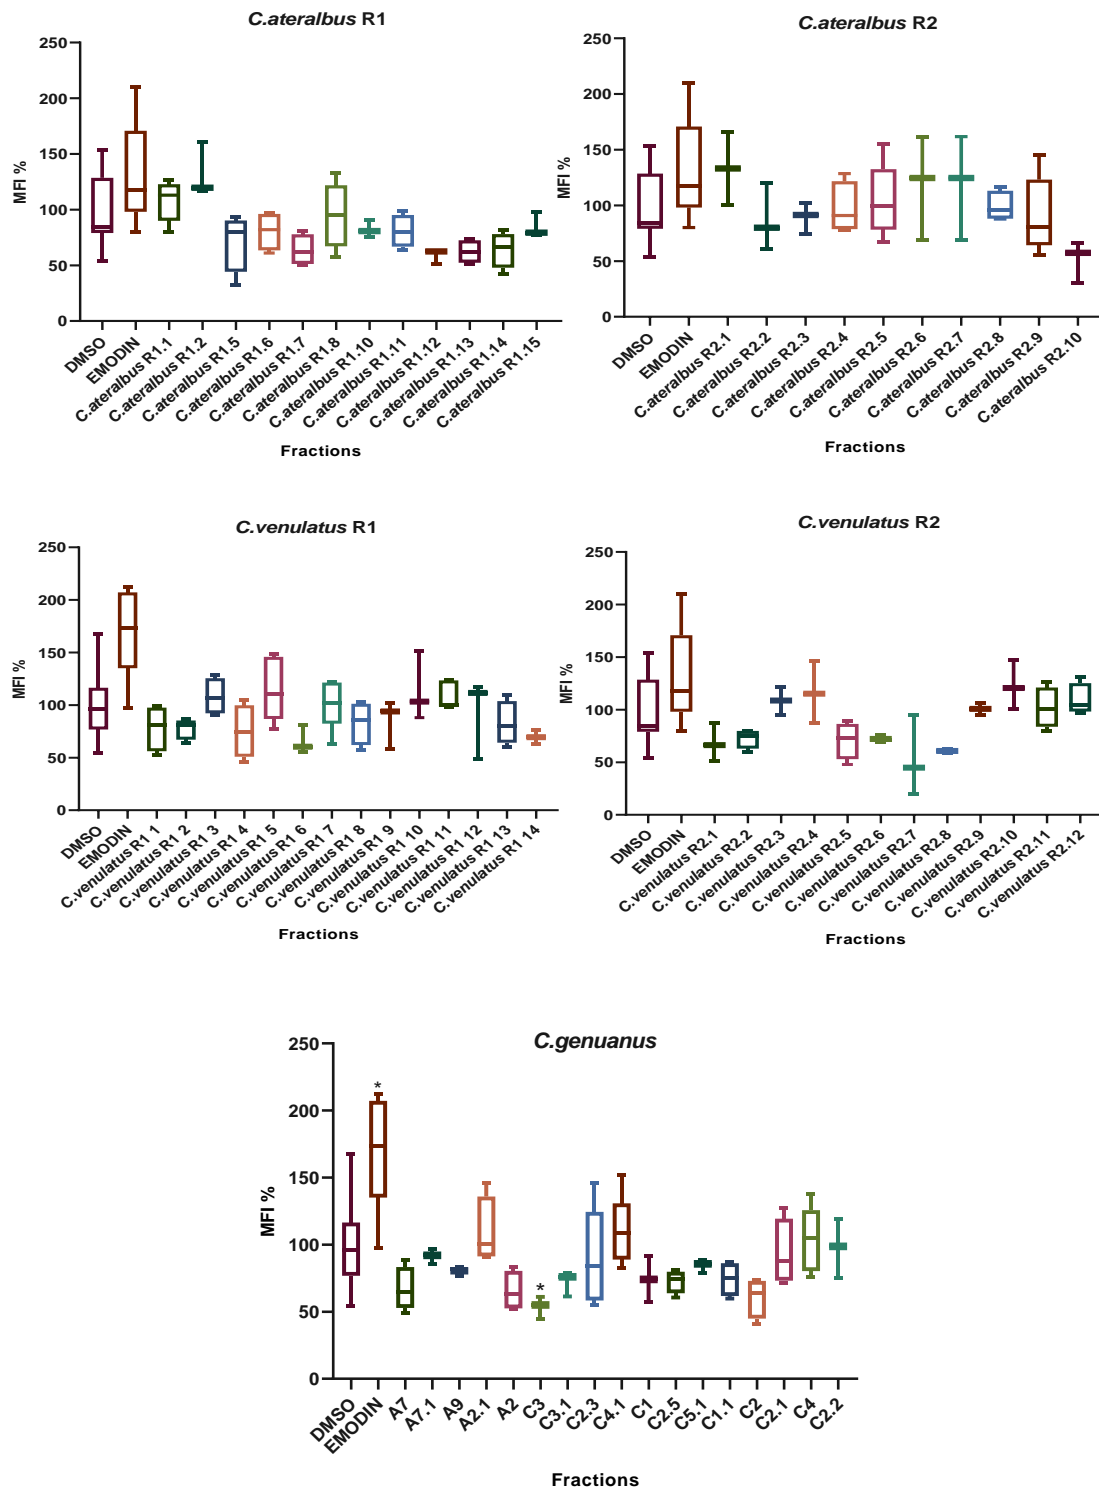 C.ateralbus R1
MFI %
250
200
150
100
50
0
DMSO
EMODIN
C.ateralbus R1.1
C.ateralbus R1.2
C.ateralbus R1.5
C.ateralbus R1.6
C.ateralbus R1.7
C.ateralbus R1.8
C.ateralbus R1.10
C.ateralbus R1.11
C.ateralbus R1.12
C.ateralbus R1.13
C.ateralbus R1.14
C.ateralbus R1.15
Fractions
C.ateralbus R2
MFI %
250
200
150
100
50
0
DMSO
EMODIN
C.ateralbus R2.1
C.ateralbus R2.2
C.ateralbus R2.3
C.ateralbus R2.4
C.ateralbus R2.5
C.ateralbus R2.6
C.ateralbus R2.7
C.ateralbus R2.8
C.ateralbus R2.9
C.ateralbus R2.10
Fractions
C.venulatus R1
MFI %
250
200
150
100
50
0
DMSO
EMODIN
C.venulatus R1 1
C.venulatus R1 2
C.venulatus R1 3
C.venulatus R1 4
C.venulatus R1 5
C.venulatus R1 6
C.venulatus R1 7
C.venulatus R1 8
C.venulatus R1 9
C.venulatus R1 10
C.venulatus R1 11
C.venulatus R1 12
C.venulatus R1 13
C.venulatus R1 14
Fractions
C.venulatus R2
MFI %
250
200
150
100
50
0
DMSO
EMODIN
C.venulatus R2.1
C.venulatus R2.2
C.venulatus R2.3
C.venulatus R2.4
C.venulatus R2.5
C.venulatus R2.6
C.venulatus R2.7
C.venulatus R2.8
C.venulatus R2.9
C.venulatus R2.10
C.venulatus R2.11
C.venulatus R2.12
Fractions
C.genuanus
MFI %
250
200
150
100
50
0
*
*
DMSO
EMODIN
A7
A7.1
A9
A2.1
A2
C3
C3.1
C2.3
C4.1
C1
C2.5
C5.1
C1.1
C2
C2.1
C4
C2.2
Fractions